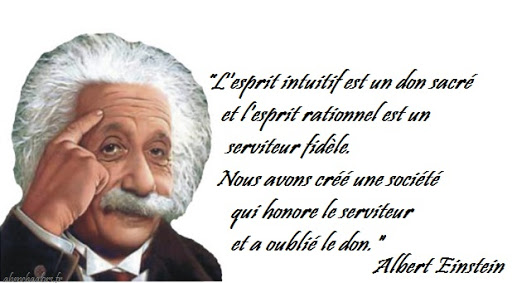 "L'esprit intuitif est un don sacré
et l'esprit rationnel est un
serviteur fidèle.
Nous avons créé une société
qui honore le serviteur
et a oublié le don."
Albert Einstein